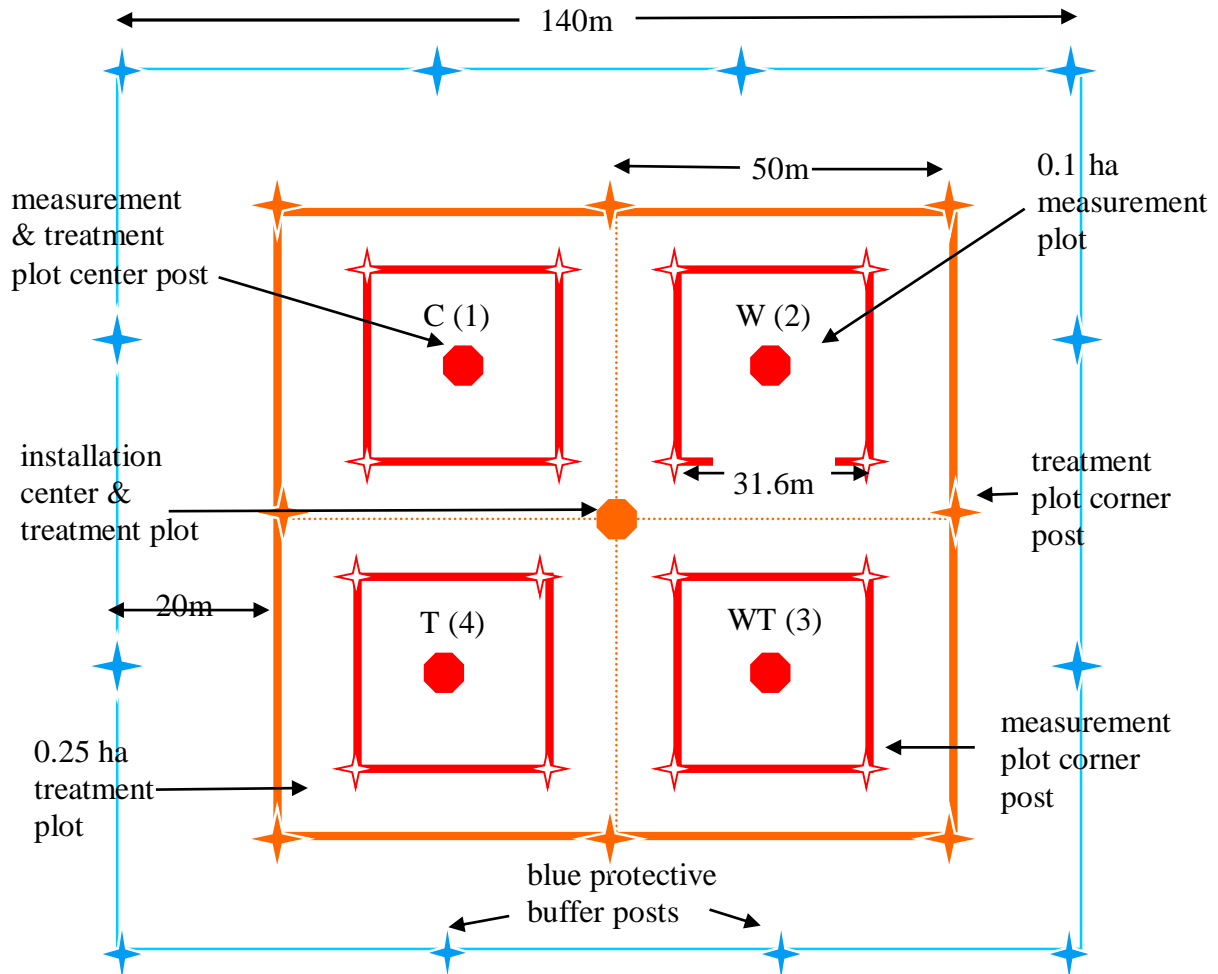 140m
50m
0.1 ha
measurement
plot
measurement
& treatment
plot center post
C (1)
W (2)
installation
center &
treatment plot
31.6m
treatment
plot corner
post
20m
T (4)
WT (3)
0.25 ha
treatment
plot
measurement
plot corner
post
blue protective
buffer posts